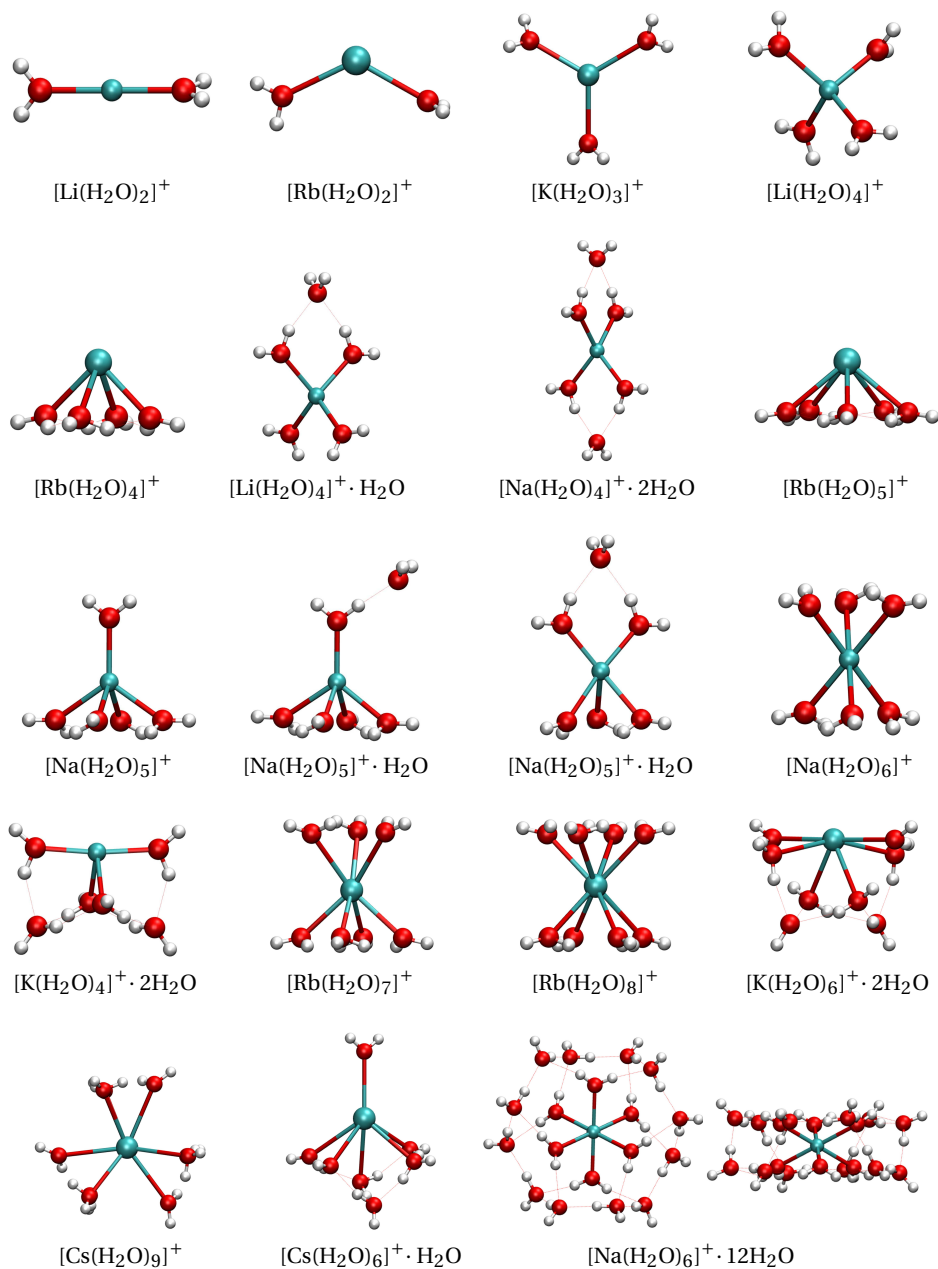 [Li(H₂O)₂]⁺ [Rb(H₂O)₂]⁺ [K(H₂O)₃]⁺ [Li(H₂O)₄]⁺
[Rb(H₂O)₄]⁺ [Li(H₂O)₄]⁺ · H₂O [Na(H₂O)₄]⁺ · 2H₂O [Rb(H₂O)₅]⁺
[Na(H₂O)₅]⁺ [Na(H₂O)₅]⁺ · H₂O [Na(H₂O)₅]⁺ · H₂O [Na(H₂O)₆]⁺
[K(H₂O)₄]⁺ · 2H₂O [Rb(H₂O)₇]⁺ [Rb(H₂O)₈]⁺ [K(H₂O)₆]⁺ · 2H₂O
[Cs(H₂O)₉]⁺ [Cs(H₂O)₆]⁺ · H₂O [Na(H₂O)₆]⁺ · 12H₂O